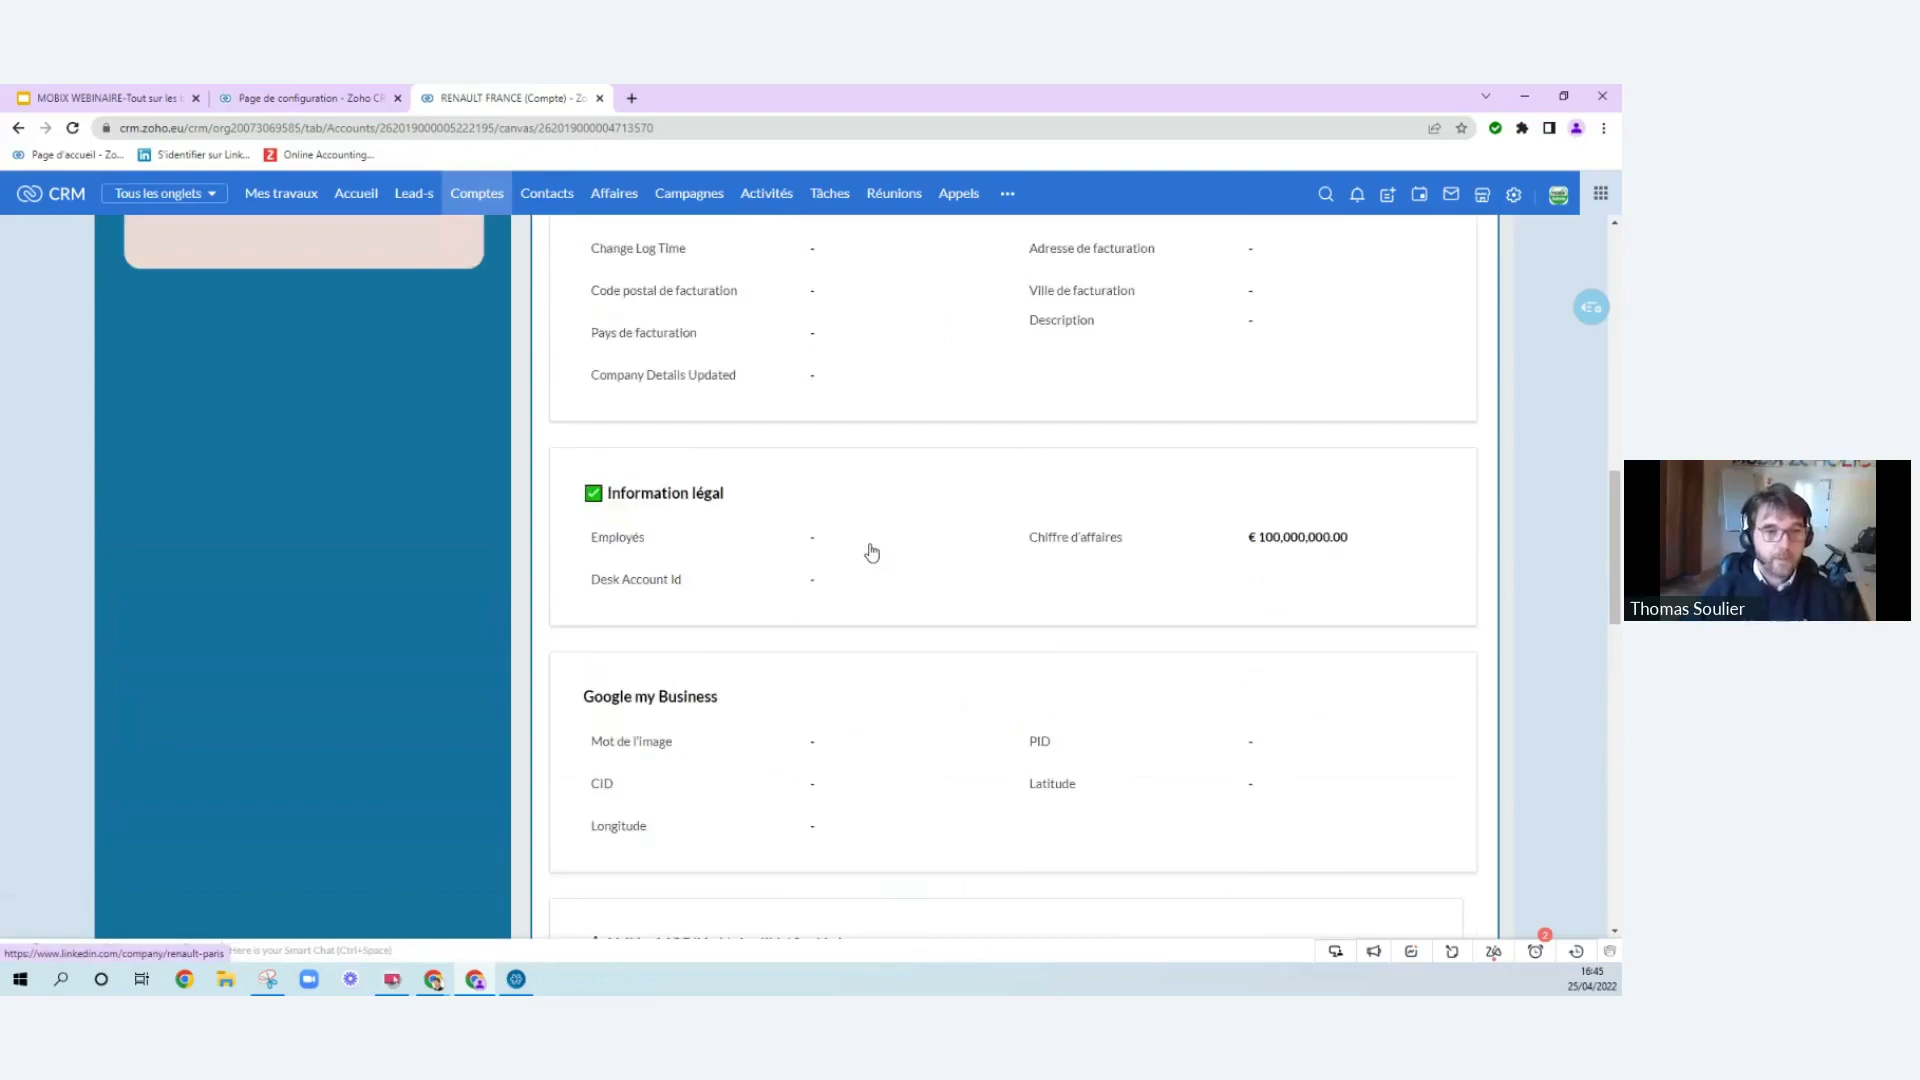 MOBIX WEBINAIRE-Tout sur les
Page de configuration - Zoho CR
RENAULT FRANCE (Compte) - Zo
crm.zoho.eu/crm/org20073069585/tab/Accounts/262019000005222195/canvas/262019000004713570
Page d'accueil - Zo...
S'identifier sur Link...
Online Accounting...
CRM
Tous les onglets
Mes travaux
Accueil
Lead-s
Comptes
Contacts
Affaires
Campagnes
Activités
Tâches
Réunions
Appels
Change Log Time -
Adresse de facturation -
Code postal de facturation -
Ville de facturation -
Description -
Pays de facturation -
Company Details Updated -
Information légal
Employés -
Chiffre d'affaires € 100,000,000.00
Desk Account Id -
Google my Business
Mot de l'image -
PID -
CID -
Latitude -
Longitude -
Thomas Soulier
https://www.linkedin.com/company/renault-paris
Here is your Smart Chat (Ctrl+Space)
2
16:45
25/04/2022